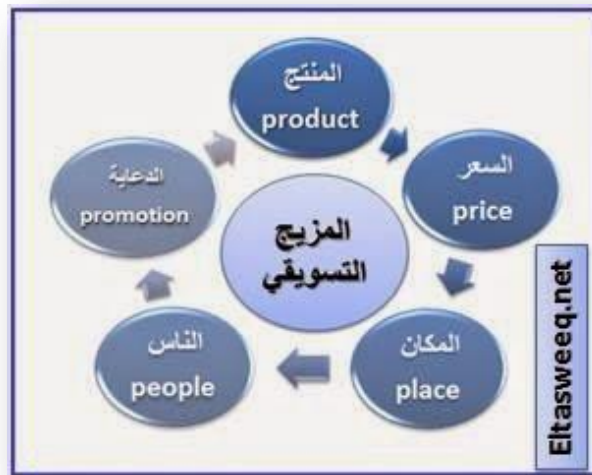 المنتج
product
السعر
price
المكان
place
الناس
people
الدعاية
promotion
المزيج
التسويقي
Eltasweeq.net